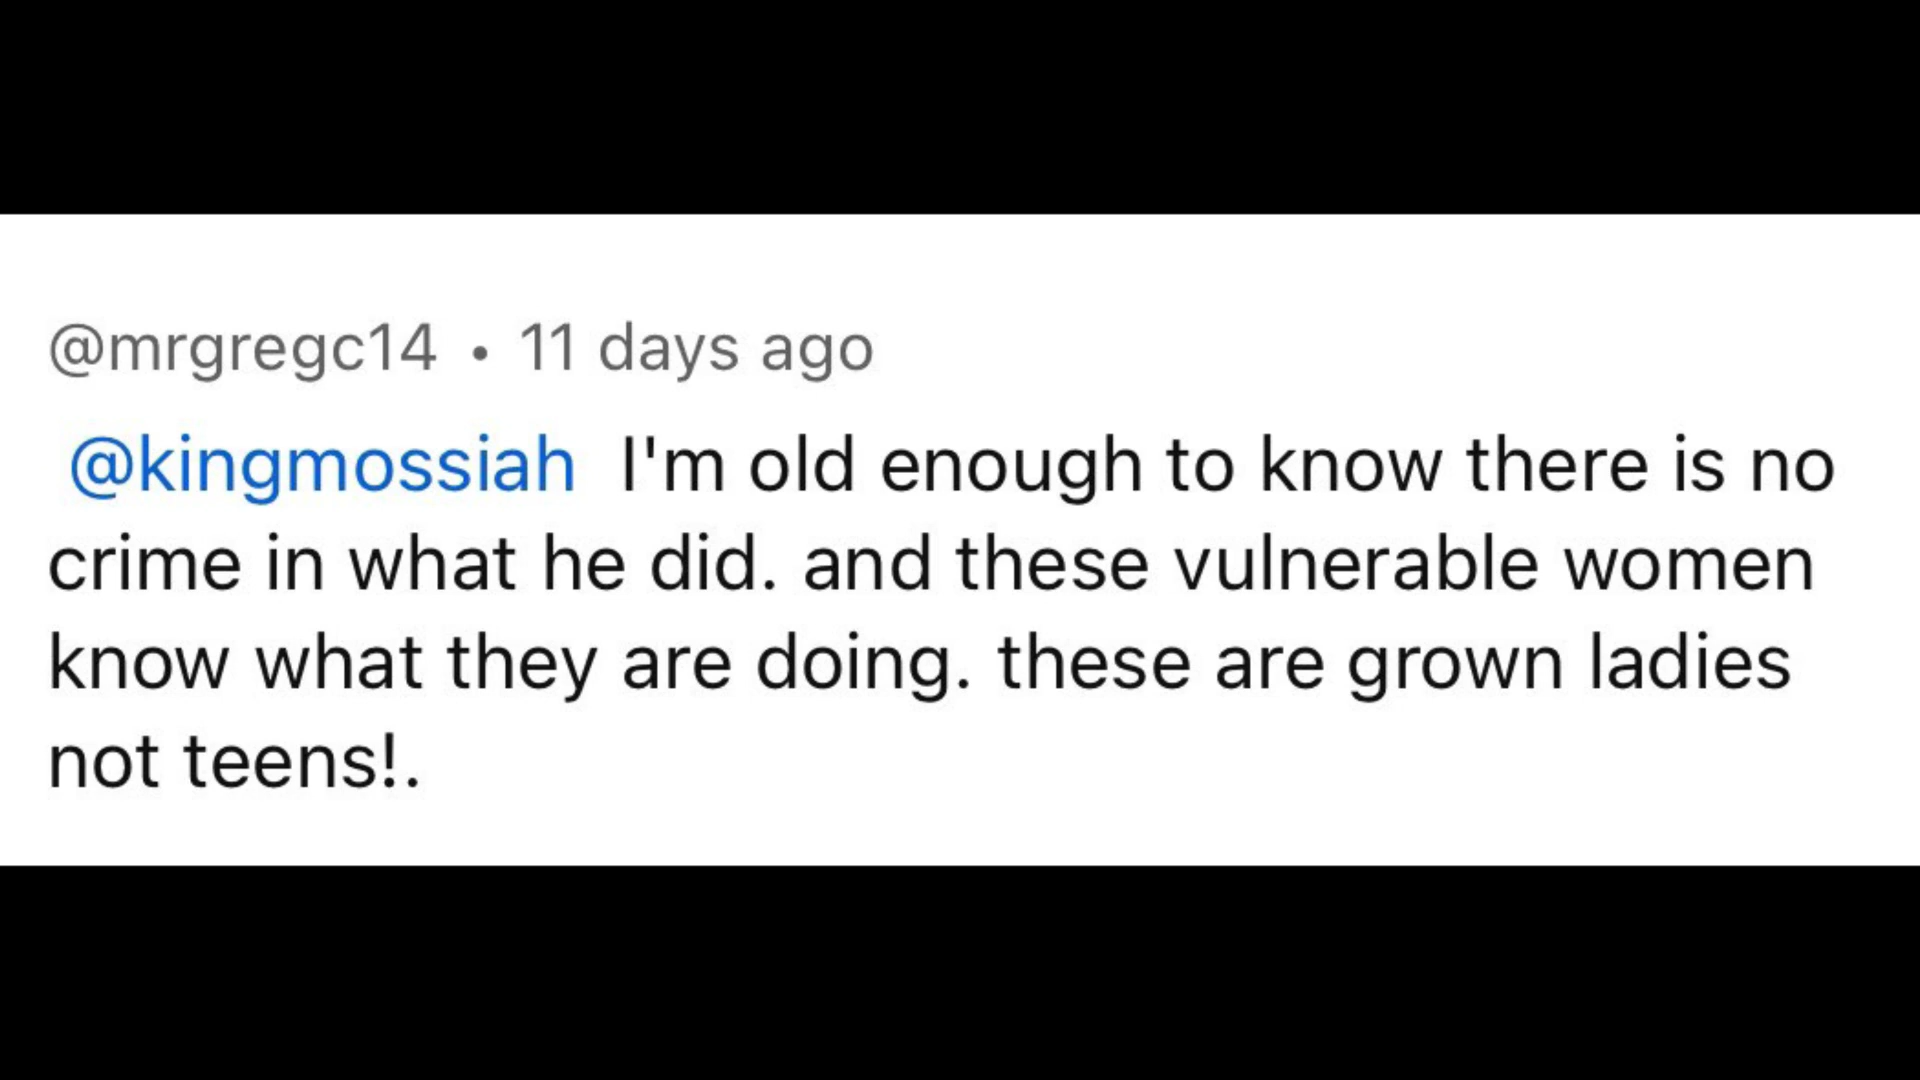 @mrgregc14 • 11 days ago
@kingmossiah I'm old enough to know there is no
crime in what he did. and these vulnerable women
know what they are doing. these are grown ladies
not teens!.